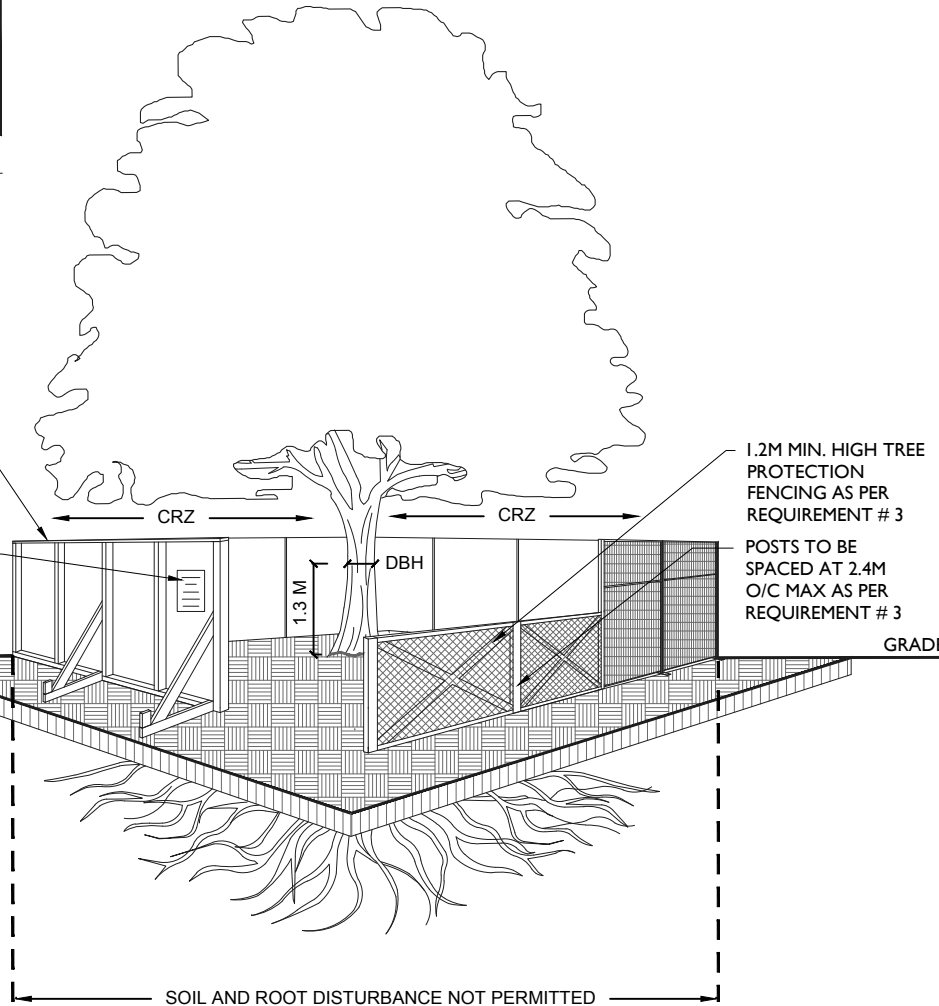 CRZ
CRZ
DBH
1.3 M
1.2M MIN. HIGH TREE
PROTECTION
FENCING AS PER
REQUIREMENT # 3
POSTS TO BE
SPACED AT 2.4M
O/C MAX AS PER
REQUIREMENT # 3
GRADE
SOIL AND ROOT DISTURBANCE NOT PERMITTED